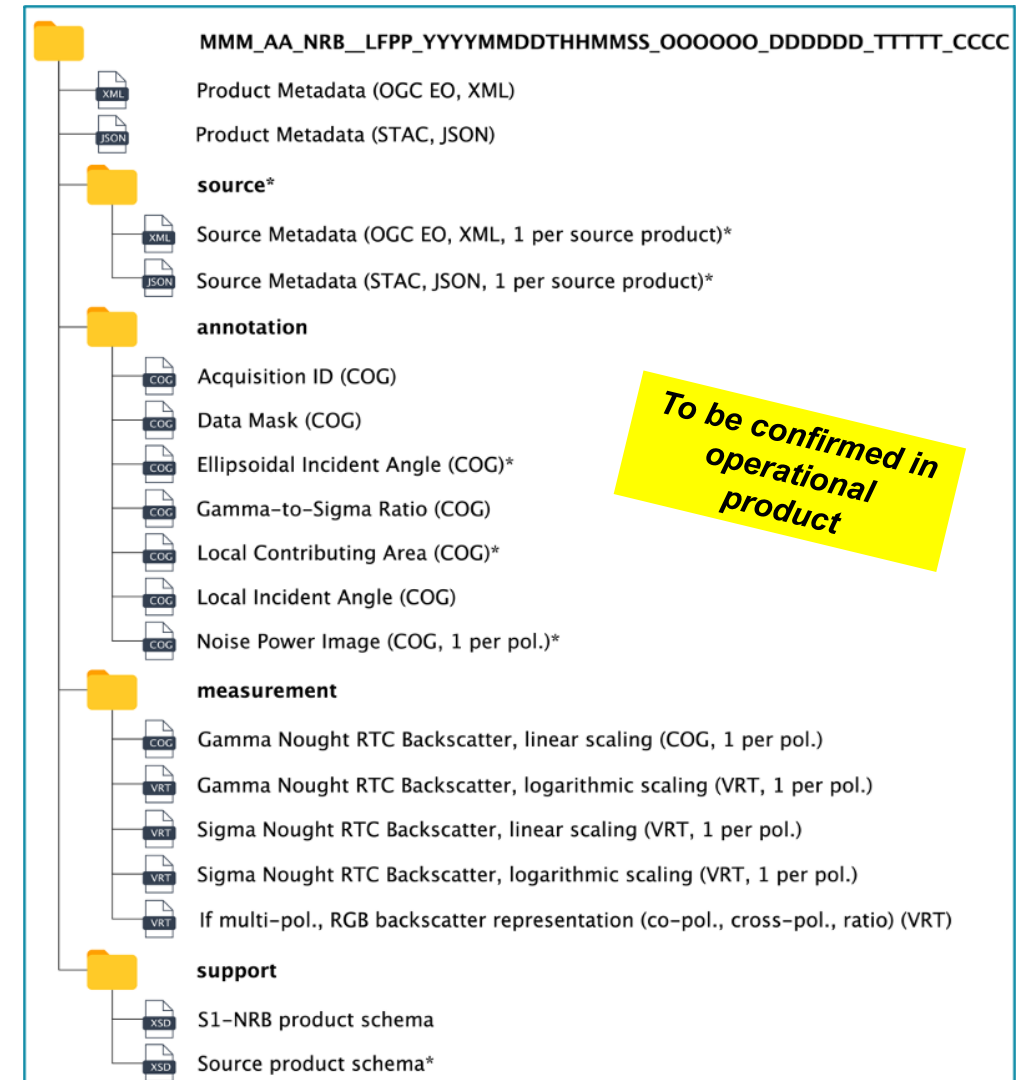 MMM_AA_NRB__LFPP_YYYYMMDDTHHMMSS_OOOOOO_DDDDDD_TTTTT_CCCC
XML Product Metadata (OGC EO, XML)
JSON Product Metadata (STAC, JSON)
source*
XML Source Metadata (OGC EO, XML, 1 per source product)*
JSON Source Metadata (STAC, JSON, 1 per source product)*
annotation
COG Acquisition ID (COG)
COG Data Mask (COG)
COG Ellipsoidal Incident Angle (COG)*
COG Gamma-to-Sigma Ratio (COG)
COG Local Contributing Area (COG)*
COG Local Incident Angle (COG)
COG Noise Power Image (COG, 1 per pol.)*
To be confirmed in
operational
product
measurement
COG Gamma Nought RTC Backscatter, linear scaling (COG, 1 per pol.)
VRT Gamma Nought RTC Backscatter, logarithmic scaling (VRT, 1 per pol.)
VRT Sigma Nought RTC Backscatter, linear scaling (VRT, 1 per pol.)
VRT Sigma Nought RTC Backscatter, logarithmic scaling (VRT, 1 per pol.)
VRT If multi-pol., RGB backscatter representation (co-pol., cross-pol., ratio) (VRT)
support
XSD S1-NRB product schema
XSD Source product schema*